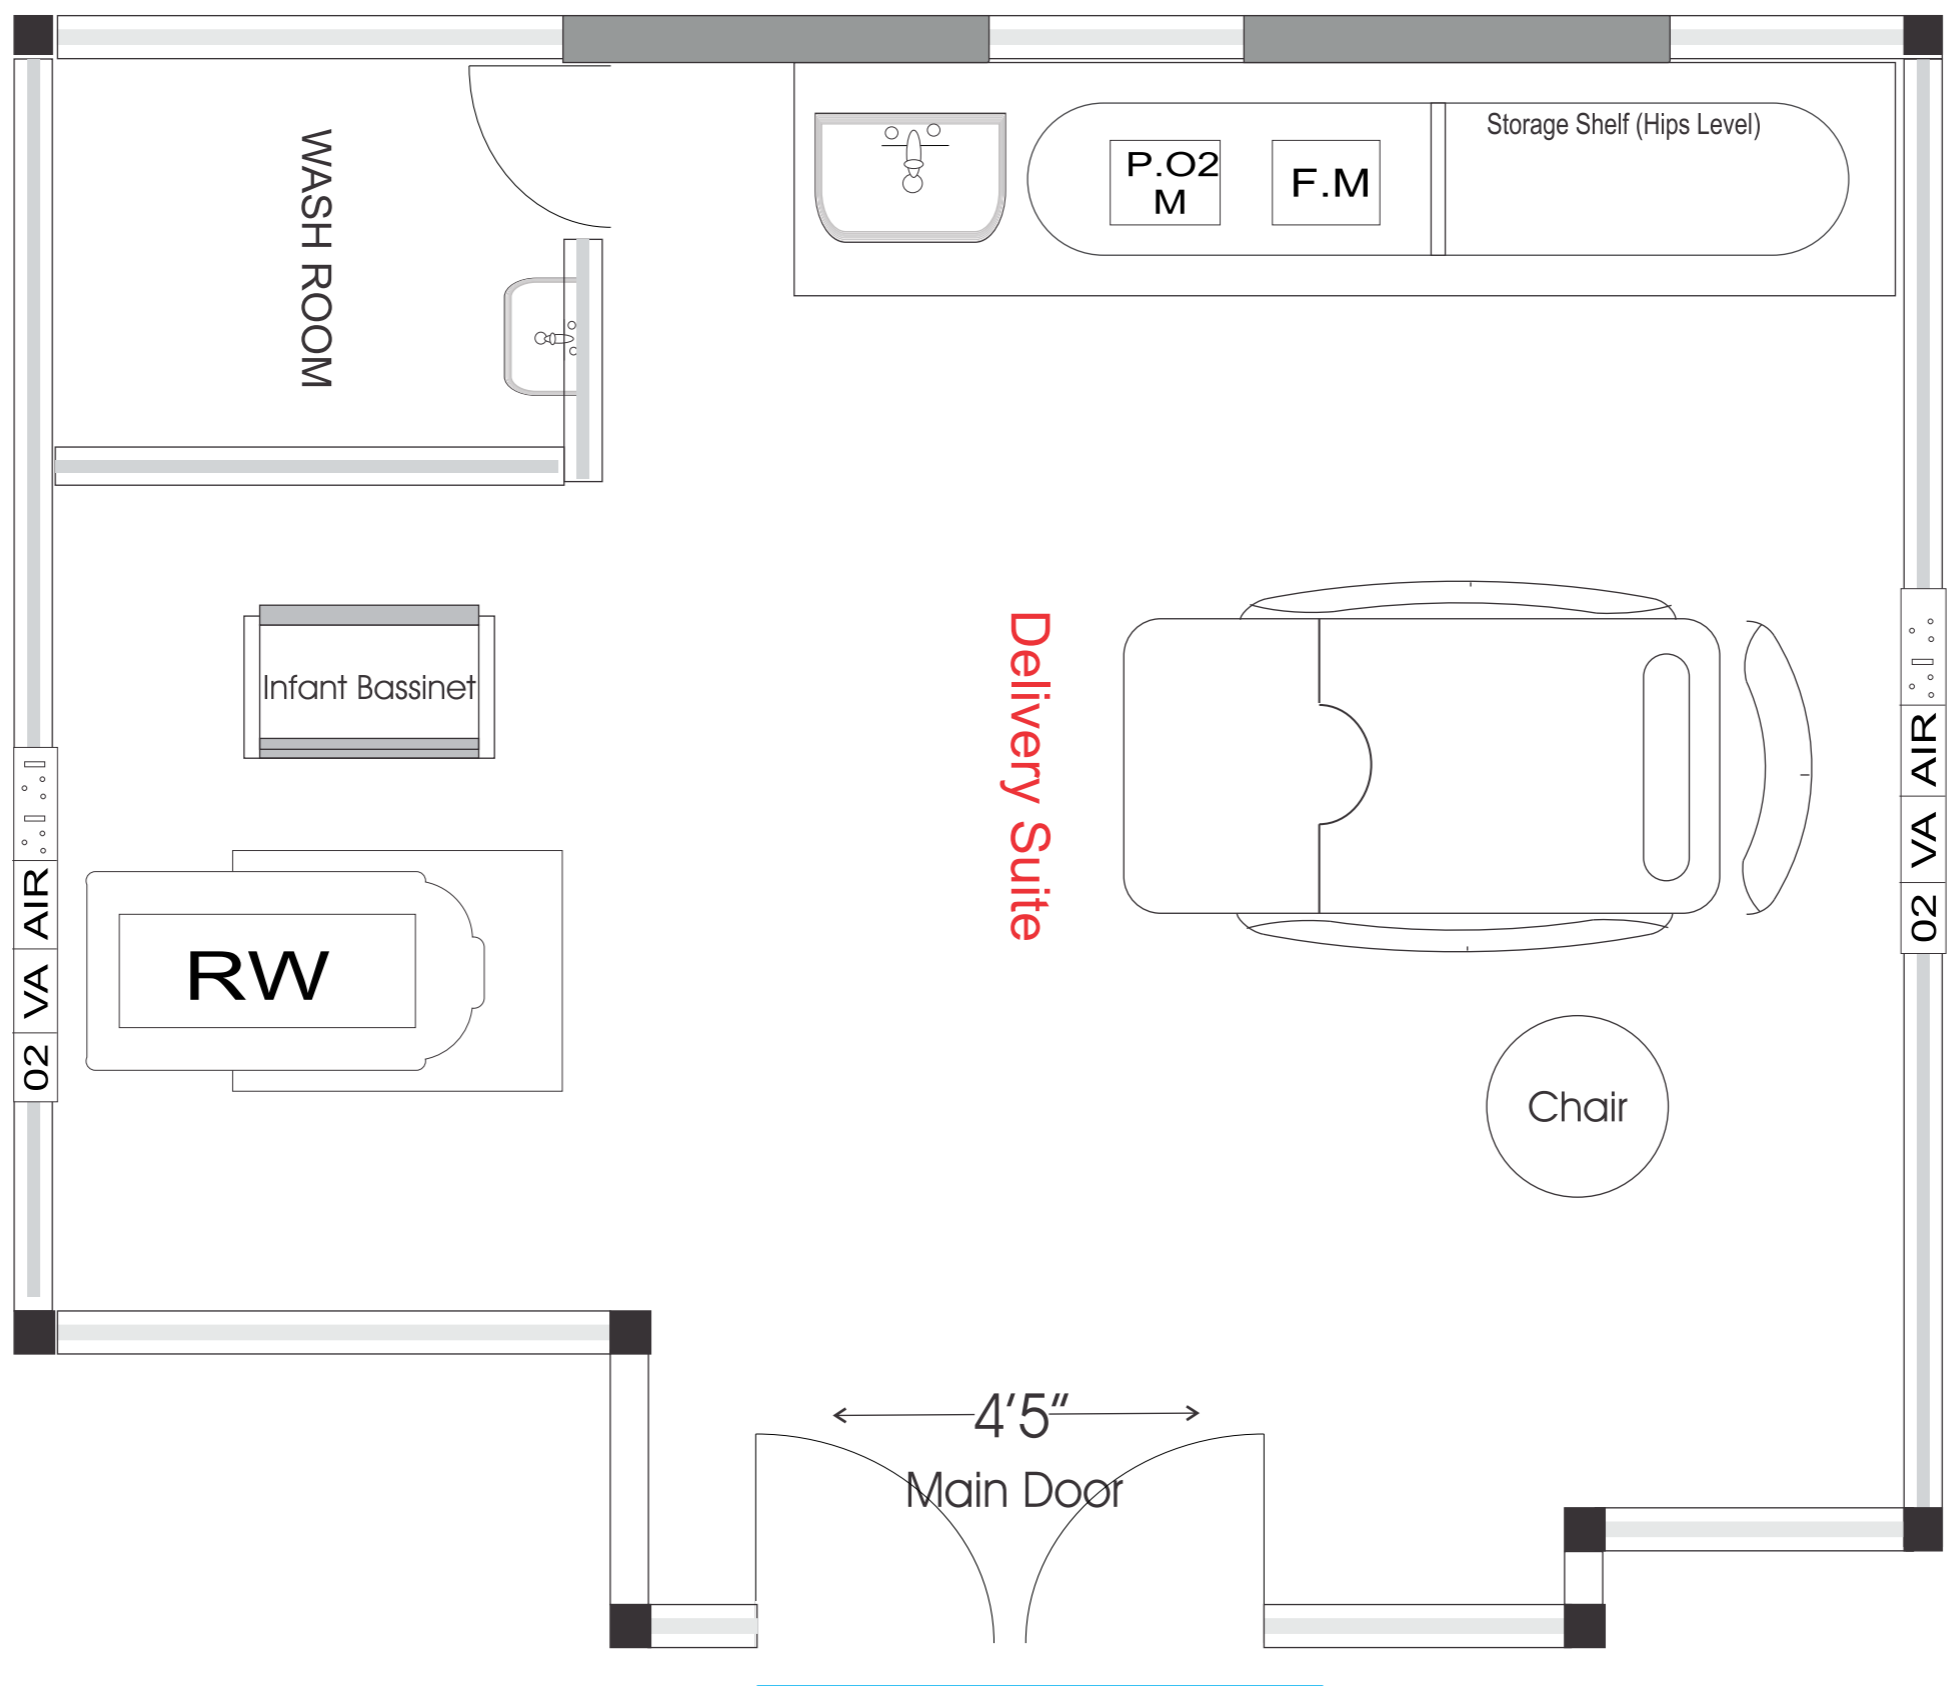 WASH ROOM
P.O2
M
F.M
Storage Shelf (Hips Level)
Infant Bassinet
Delivery Suite
AIR
VA
02
RW
AIR
VA
02
Chair
4'5"
Main Door